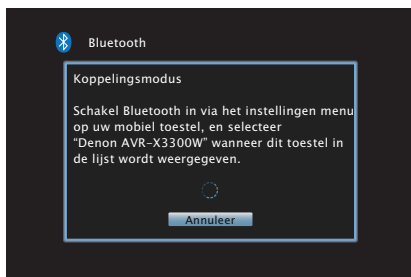 Bluetooth
Koppelingsmodus
Schakel Bluetooth in via het instellingen menu
op uw mobiel toestel, en selecteer
“Denon AVR-X3300W” wanneer dit toestel in
de lijst wordt weergegeven.
Annuleer